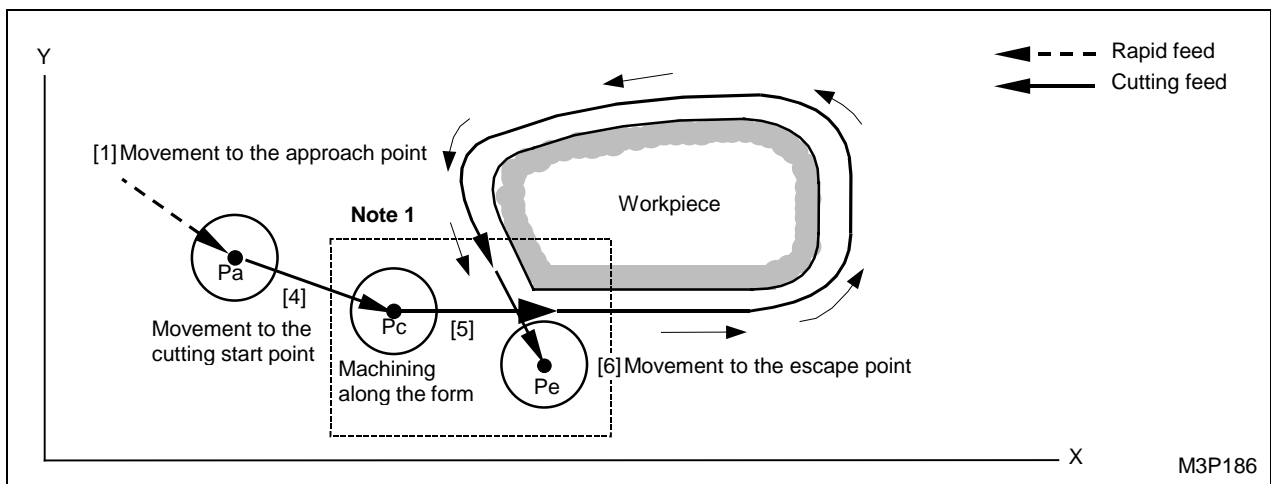 Y
Rapid feed
Cutting feed
[1] Movement to the approach point
Workpiece
Note 1
Pa
[4]
Pc
[5]
Movement to the
cutting start point
Machining
along the form
Pe
[6] Movement to the escape point
X
M3P186